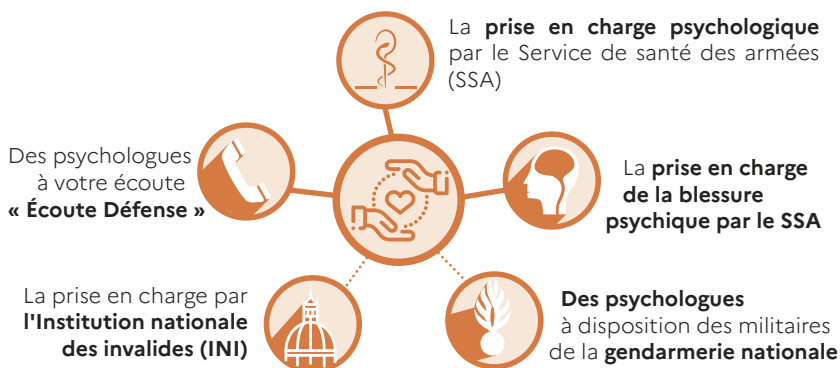 La prise en charge psychologique
par le Service de santé des armées
(SSA)
Des psychologues
à votre écoute
« Écoute Défense »
La prise en charge
de la blessure
psychique par le SSA
La prise en charge par
l'Institution nationale
des invalides (INI)
Des psychologues
à disposition des militaires
de la gendarmerie nationale